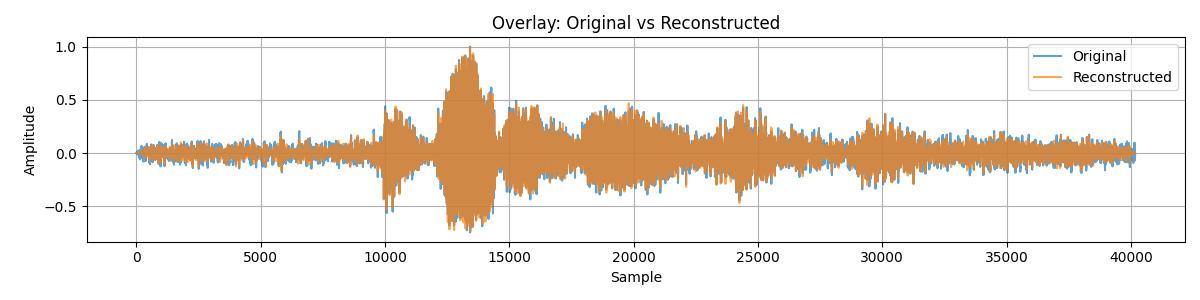 Overlay: Original vs Reconstructed
Original
Reconstructed
Amplitude
1.0
0.5
0.0
−0.5
0 5000 10000 15000 20000 25000 30000 35000 40000
Sample